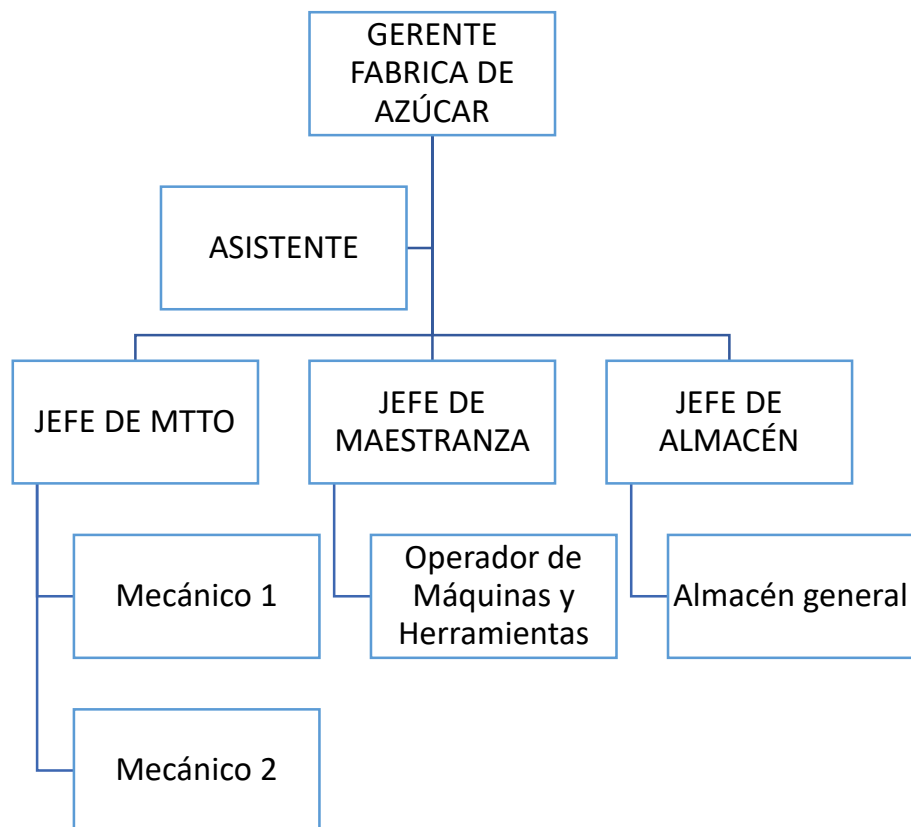 GERENTE
FABRICA DE
AZÚCAR
ASISTENTE
JEFE DE MTTO
JEFE DE
MAESTRANZA
JEFE DE
ALMACÉN
Mecánico 1
Operador de
Máquinas y
Herramientas
Almacén general
Mecánico 2